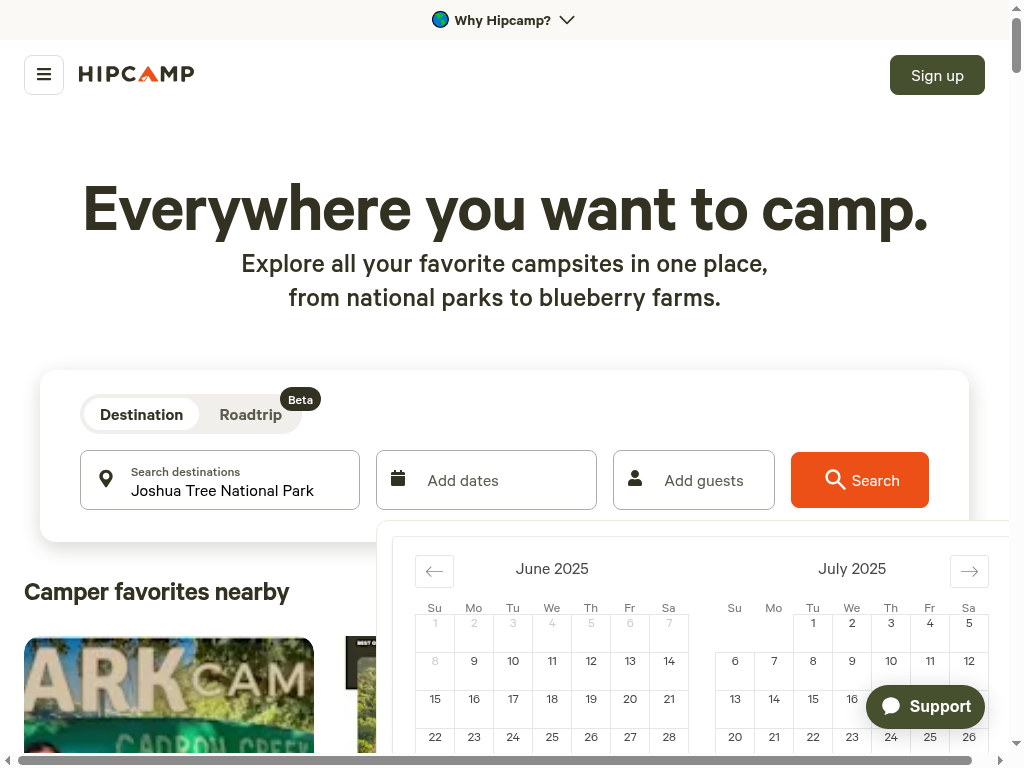 Why Hipcamp?
HIPCAMP
Sign up
Everywhere you want to camp.
Explore all your favorite campsites in one place,
from national parks to blueberry farms.
Beta
Destination
Roadtrip
Search destinations
Joshua Tree National Park
Add dates
Add guests
Search
Camper favorites nearby
June 2025
Su Mo Tu We Th Fr Sa
1 2 3 4 5 6 7
8 9 10 11 12 13 14
15 16 17 18 19 20 21
22 23 24 25 26 27 28
July 2025
Su Mo Tu We Th Fr Sa
1 2 3 4 5
6 7 8 9 10 11 12
13 14 15 16
20 21 22 23 24 25 26
Support
ARK CAM
CADRON CREEK
BEST O